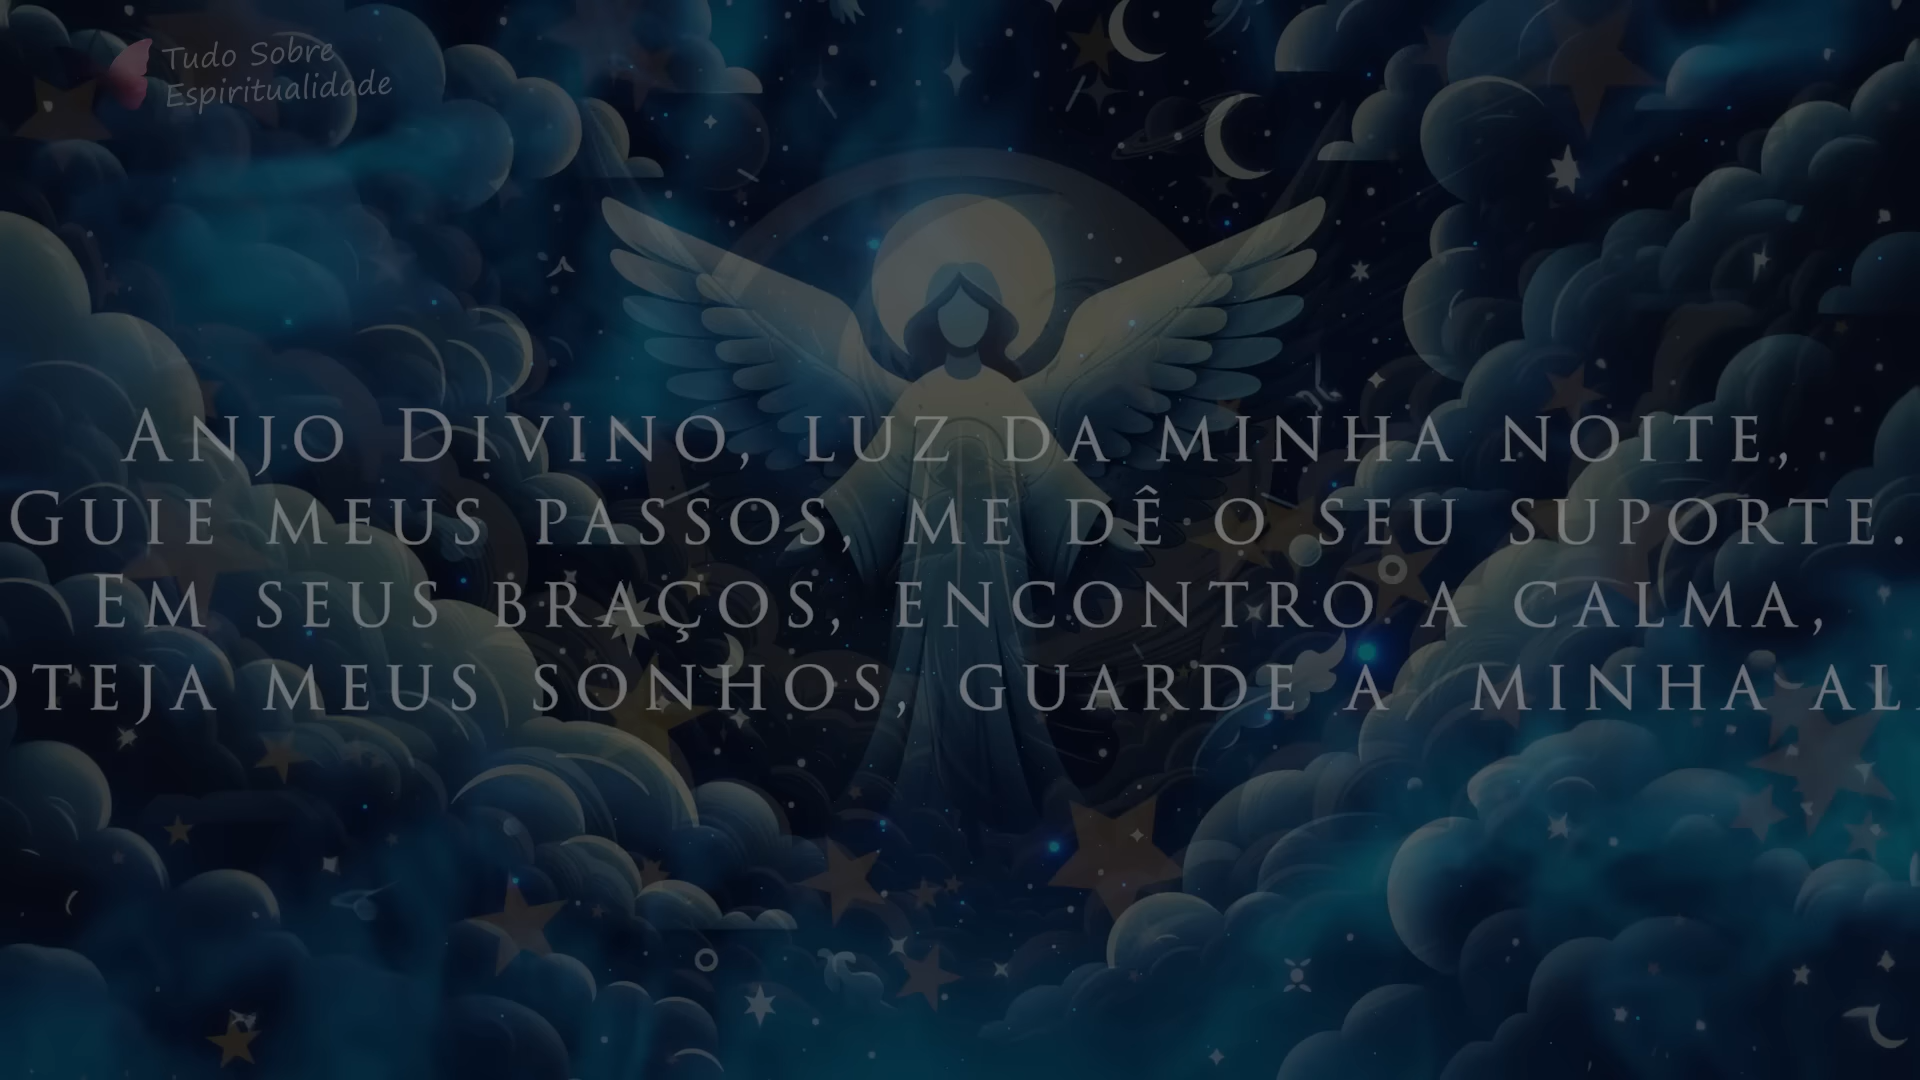 Tudo Sobre
Espiritualidade
Anjo Divino, luz da minha noite,
Guie meus passos, me dê o seu suporte.
Em seus braços, encontro a calma,
oteja meus sonhos, guarde a minha al